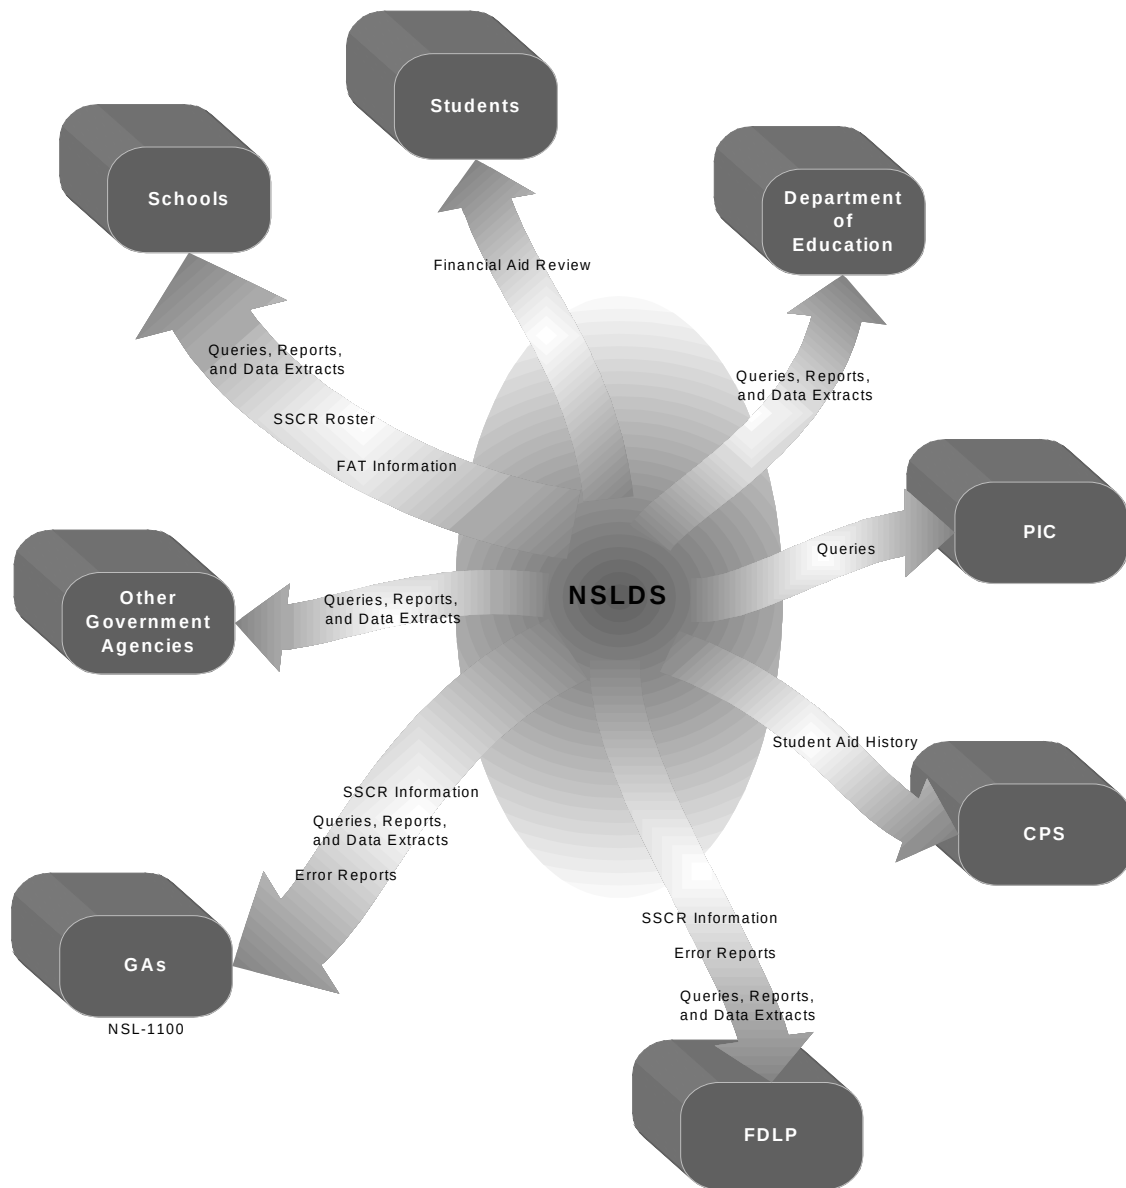 Students
Schools
Department
of
Education
Financial Aid Review
Queries, Reports,
and Data Extracts
SSCR Roster
FAT Information
Queries, Reports,
and Data Extracts
PIC
Queries
NSLDS
Other
Government
Agencies
Queries, Reports,
and Data Extracts
Student Aid History
CPS
SSCR Information
Queries, Reports,
and Data Extracts
Error Reports
GAs
NSL-1100
SSCR Information
Error Reports
Queries, Reports,
and Data Extracts
FDLP